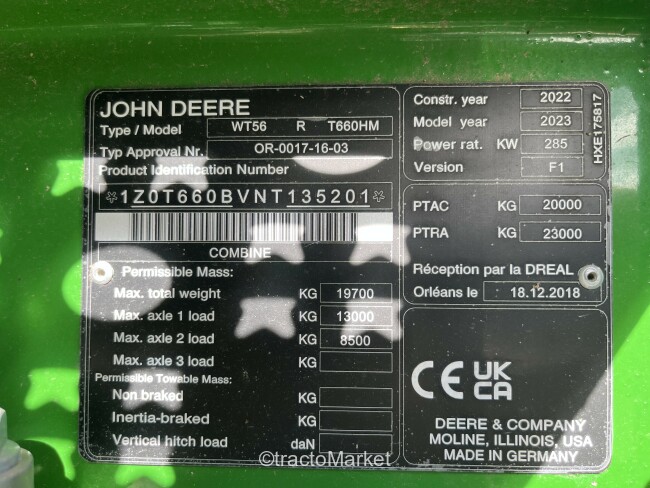 JOHN DEERE
Type / Model WT56 R T660HM
Typ Approval Nr. OR-0017-16-03
Product Identification Number
*1Z0T660BVNT135201*
COMBINE
Permissible Mass:
Max. total weight KG 19700
Max. axle 1 load KG 13000
Max. axle 2 load KG 8500
Max. axle 3 load KG
Permissible Towable Mass:
Non braked KG
Inertia-braked KG
Vertical hitch load daN
Constr. year 2022
Model year 2023
Power rat. KW 285
Version F1
HXE175817
PTAC KG 20000
PTRA KG 23000
Réception par la DREAL
Orléans le 18.12.2018
CE UK
CA
DEERE & COMPANY
MOLINE, ILLINOIS, USA
MADE IN GERMANY
©tractoMarket